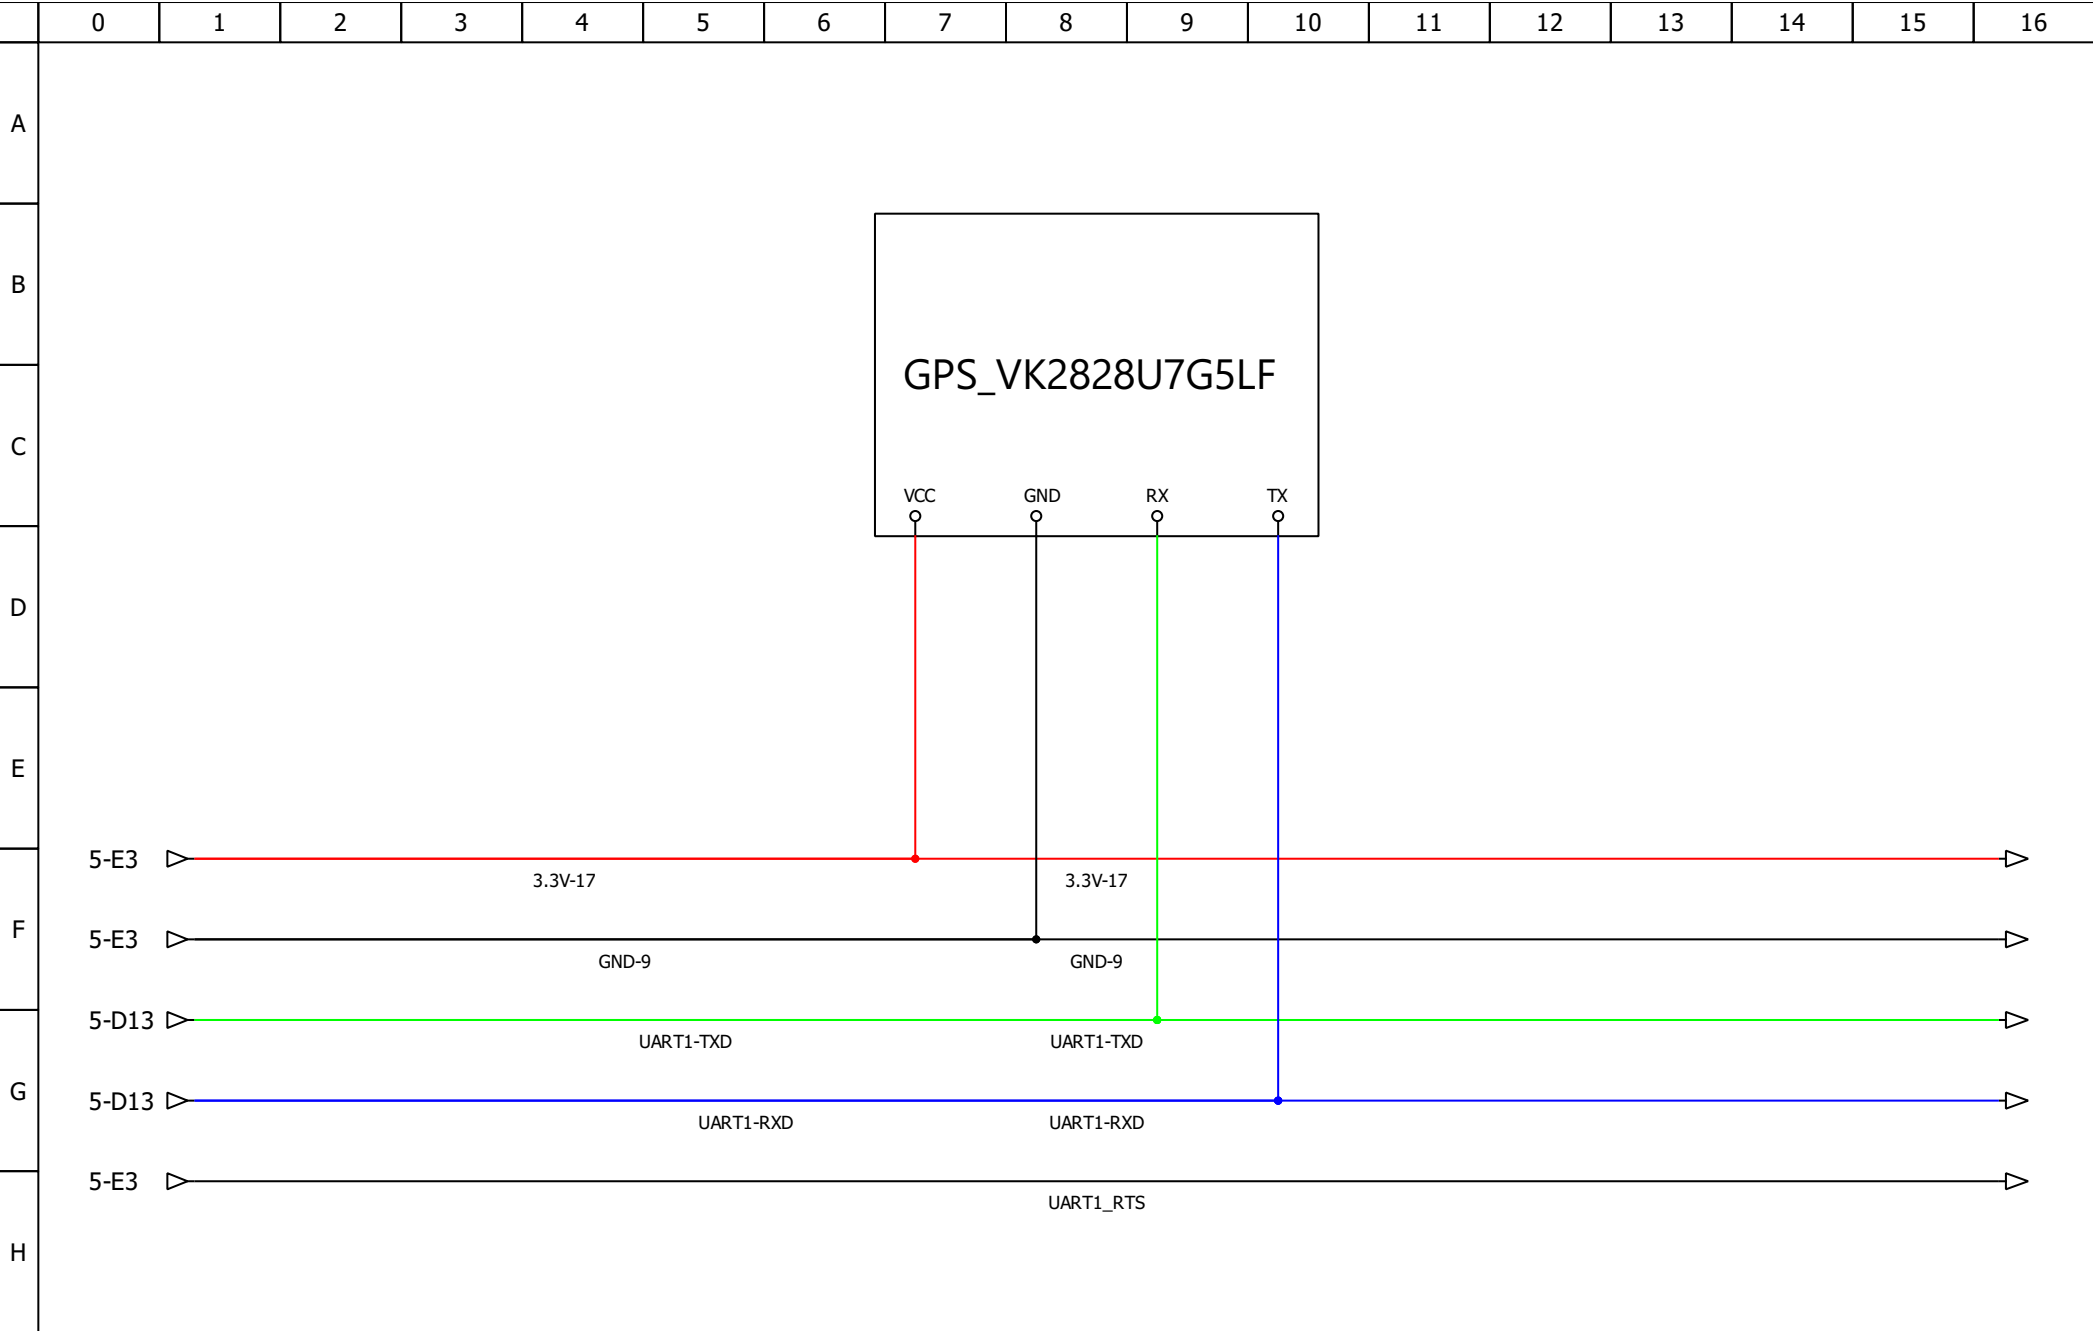 0 1 2 3 4 5 6 7 8 9 10 11 12 13 14 15 16
A
B
GPS_VK2828U7G5LF
C
VCC GND RX TX
D
E
5-E3
3.3V-17 3.3V-17
F
5-E3
GND-9 GND-9
5-D13
UART1-TXD UART1-TXD
G
5-D13
UART1-RXD UART1-RXD
5-E3
UART1_RTS
H